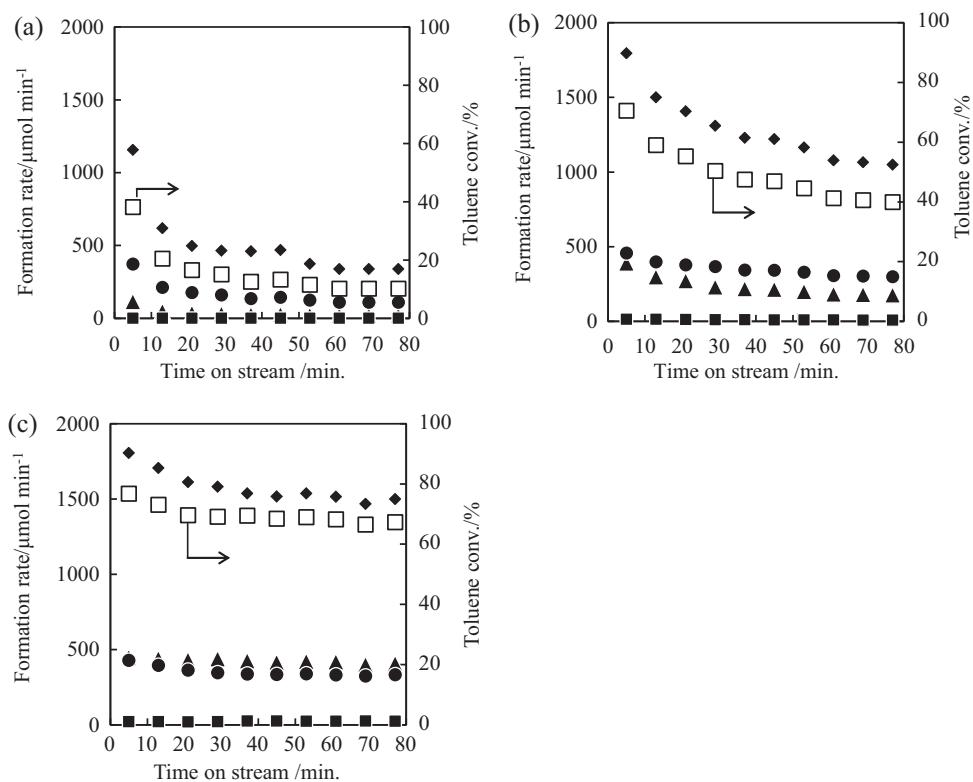 (a)
2000
1500
1000
500
0
Formation rate/μmol min⁻¹
100
80
60
40
20
0
Toluene conv./%
0 10 20 30 40 50 60 70 80
Time on stream /min.
(b)
2000
1500
1000
500
0
Formation rate/μmol min⁻¹
100
80
60
40
20
0
Toluene conv./%
0 10 20 30 40 50 60 70 80
Time on stream /min.
(c)
2000
1500
1000
500
0
Formation rate/μmol min⁻¹
100
80
60
40
20
0
Toluene conv./%
0 10 20 30 40 50 60 70 80
Time on stream /min.